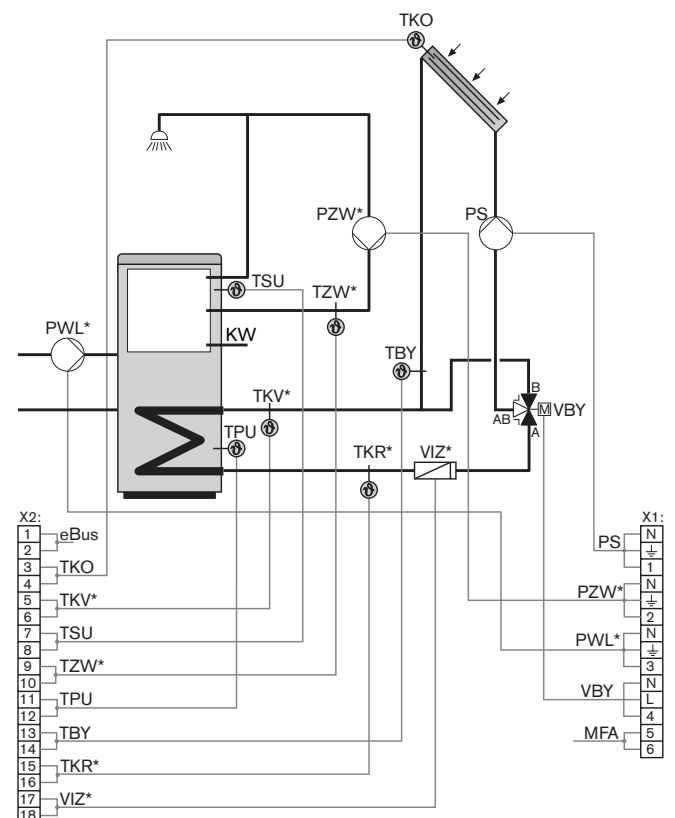 TKO
ϑ
PZW*
PS
TSU
ϑ
TZW*
ϑ
PWL*
KW
TBY
ϑ
B
AB
M
VBY
A
TKV*
ϑ
TPU
ϑ
TKR*
ϑ
VIZ*
X2:
1 eBus
2
3 TKO
4
5 TKV*
6
7 TSU
8
9 TZW*
10
11 TPU
12
13 TBY
14
15 TKR*
16
17 VIZ*
18
X1:
N
PS
1
N
PZW*
2
N
PWL*
3
N
VBY L
4
MFA 5
6